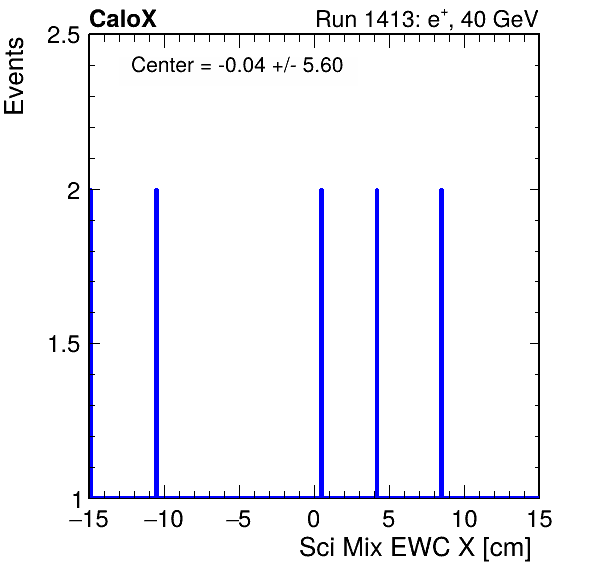 CaloX Run 1413: e⁺, 40 GeV
Center = -0.04 +/- 5.60
Events
2.5
2
1.5
1
−15 −10 −5 0 5 10 15
Sci Mix EWC X [cm]